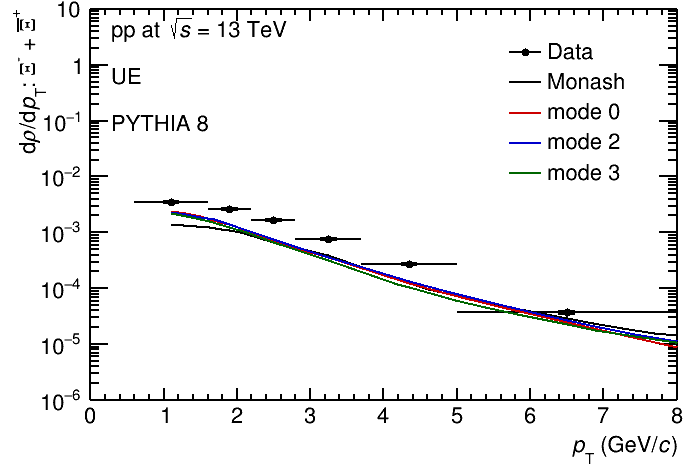 dρ/dp_T: Ξ⁻ + Ξ̅⁺
pp at √s = 13 TeV
UE
PYTHIA 8
Data
Monash
mode 0
mode 2
mode 3
10
1
10⁻¹
10⁻²
10⁻³
10⁻⁴
10⁻⁵
10⁻⁶
0 1 2 3 4 5 6 7 8
p_T (GeV/c)